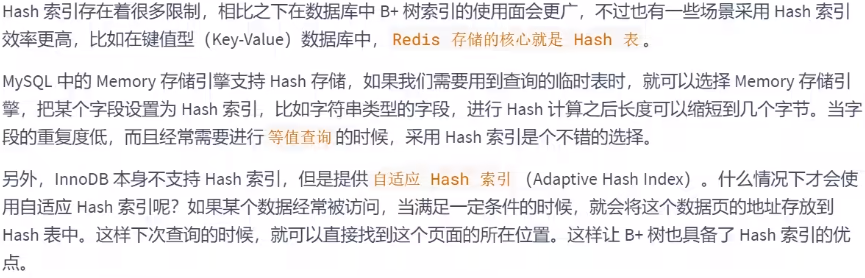 Hash 索引存在着很多限制，相比之下在数据库中 B+ 树索引的使用面会更广，不过也有一些场景采用 Hash 索引
效率更高，比如在键值型（Key-Value）数据库中，Redis 存储的核心就是 Hash 表。
MySQL 中的 Memory 存储引擎支持 Hash 存储，如果我们需要用到查询的临时表时，就可以选择 Memory 存储引
擎，把某个字段设置为 Hash 索引，比如字符串类型的字段，进行 Hash 计算之后长度可以缩短到几个字节。当字
段的重复度低，而且经常需要进行等值查询的时候，采用 Hash 索引是个不错的选择。
另外，InnoDB 本身不支持 Hash 索引，但是提供自适应 Hash 索引（Adaptive Hash Index）。什么情况下才会使
用自适应 Hash 索引呢？如果某个数据经常被访问，当满足一定条件的时候，就会将这个数据页的地址存放到
Hash 表中。这样下次查询的时候，就可以直接找到这个页面的所在位置。这样让 B+ 树也具备了 Hash 索引的优
点。